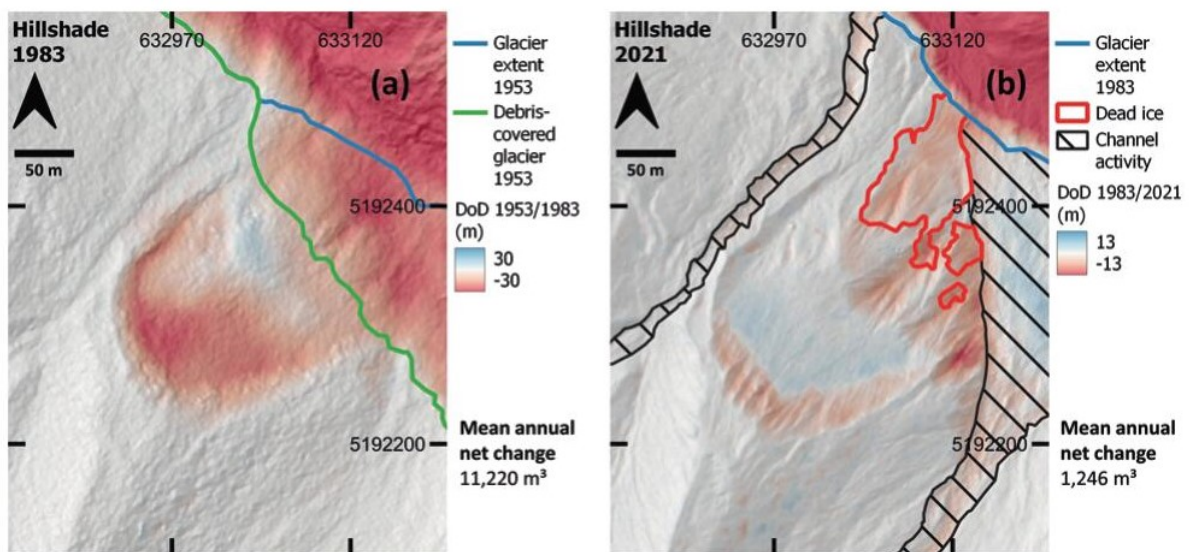 Hillshade
1983
632970
633120
(a)
50 m
5192400
5192200
Glacier
extent
1953
Debris-
covered
glacier
1953
DoD 1953/1983
(m)
30
-30
Mean annual
net change
11,220 m³
Hillshade
2021
632970
633120
(b)
50 m
5192400
5192200
Glacier
extent
1983
Dead ice
Channel
activity
DoD 1983/2021
(m)
13
-13
Mean annual
net change
1,246 m³